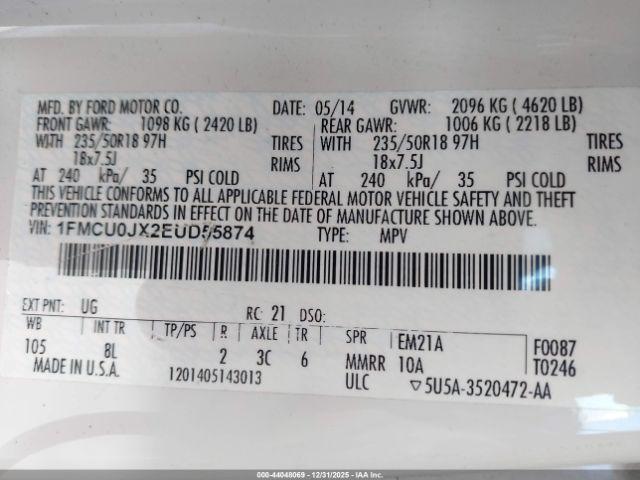 MFD. BY FORD MOTOR CO. DATE: 05/14 GVWR: 2096 KG ( 4620 LB)
FRONT GAWR: 1098 KG ( 2420 LB) REAR GAWR: 1006 KG ( 2218 LB)
WITH 235/50R18 97H TIRES WITH 235/50R18 97H TIRES
18x7.5J RIMS 18x7.5J RIMS
AT 240 kPa/ 35 PSI COLD AT 240 kPa/ 35 PSI COLD
THIS VEHICLE CONFORMS TO ALL APPLICABLE FEDERAL MOTOR VEHICLE SAFETY AND THEFT
PREVENTION STANDARDS IN EFFECT ON THE DATE OF MANUFACTURE SHOWN ABOVE.
VIN: 1FMCU0JX2EUD55874 TYPE: MPV
EXT PNT: UG RC: 21 DSO:
WB INT TR TP/PS R AXLE TR SPR EM21A F0087
105 8L 2 3C 6 MMRR 10A T0246
MADE IN U.S.A. 1201405143013 ULC 5U5A-3520472-AA
000-44048069 - 12/31/2025 - IAA, Inc.